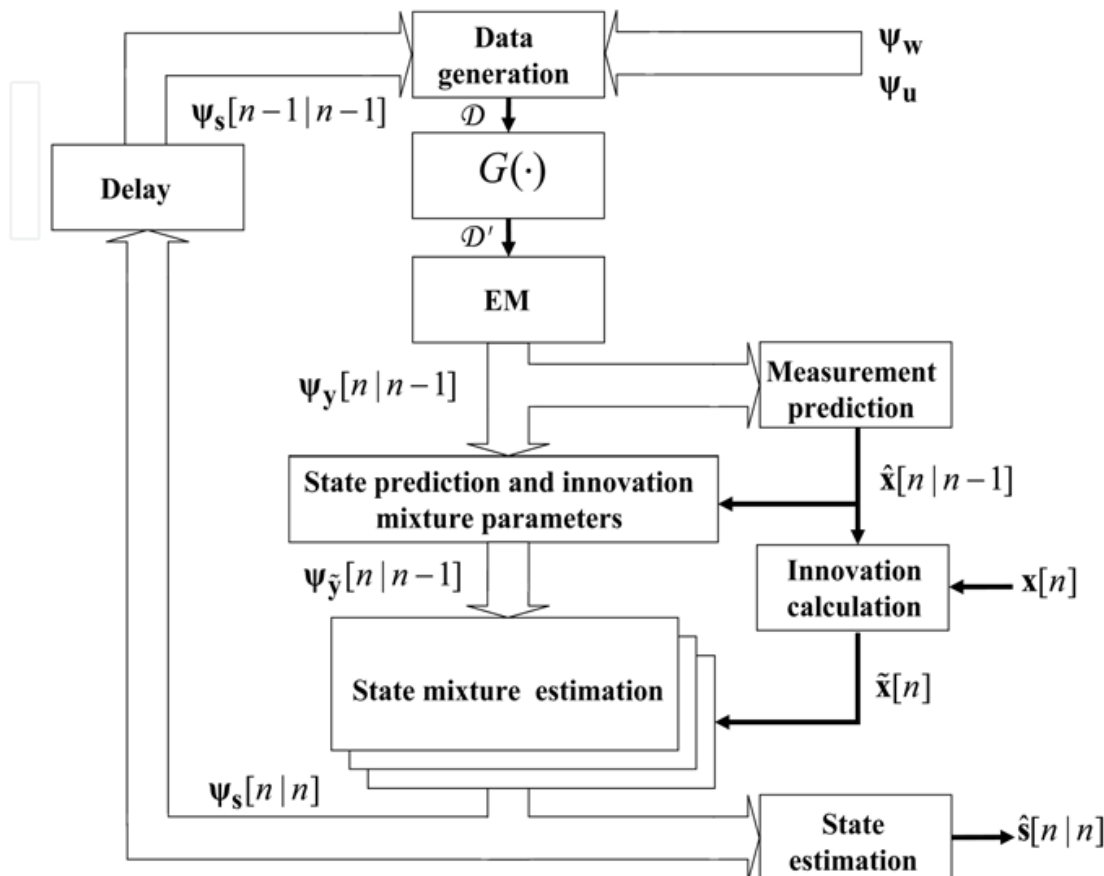 Data
generation
𝛙w
𝛙u
𝛙s[n−1|n−1]
𝒟
Delay
G(·)
𝒟′
EM
𝛙y[n|n−1]
Measurement
prediction
State prediction and innovation
mixture parameters
x̂[n|n−1]
𝛙ỹ[n|n−1]
Innovation
calculation
x[n]
State mixture estimation
x̃[n]
𝛙s[n|n]
State
estimation
ŝ[n|n]